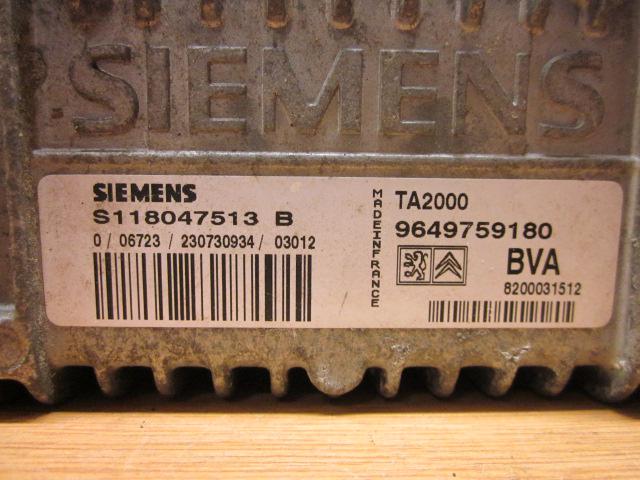 SIEMENS
SIEMENS
S118047513 B
0 / 06723 / 230730934 / 03012
MADEINFRANCE
TA2000
9649759180
BVA
8200031512